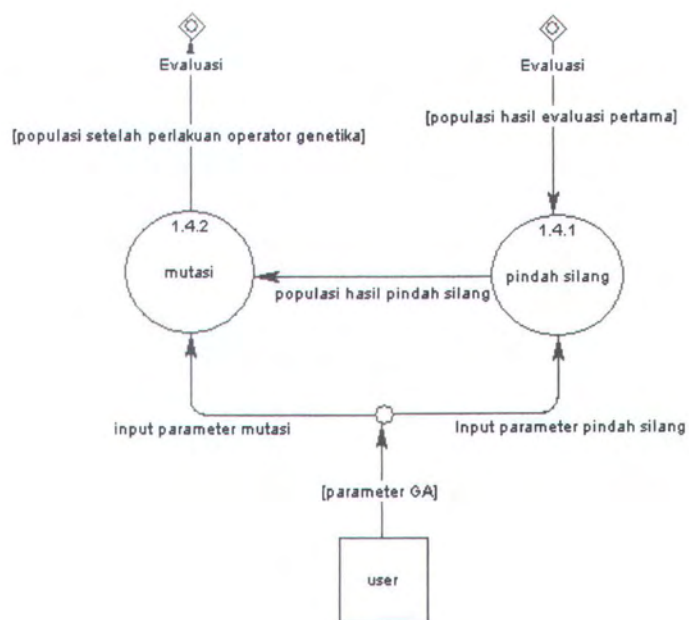 Evaluasi
Evaluasi
[populasi setelah perlakuan operator genetika]
[populasi hasil evaluasi pertama]
1.4.2
mutasi
1.4.1
pindah silang
populasi hasil pindah silang
input parameter mutasi
Input parameter pindah silang
[parameter GA]
user